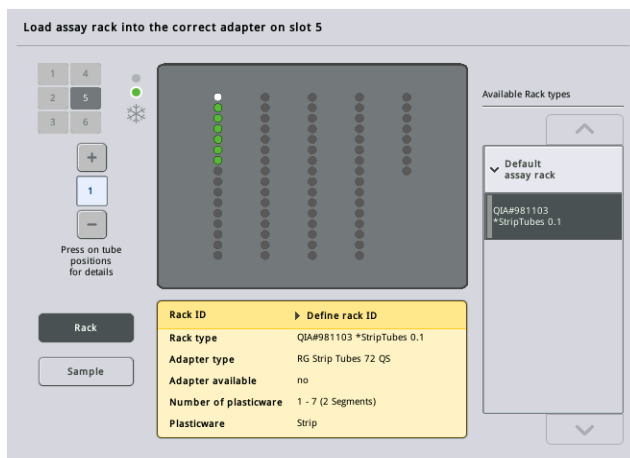 Load assay rack into the correct adapter on slot 5
1 4
2 5
3 6
+
1
−
Press on tube
positions
for details
Rack
Sample
Rack ID Define rack ID
Rack type QIA#981103 *StripTubes 0.1
Adapter type RG Strip Tubes 72 QS
Adapter available no
Number of plasticware 1 - 7 (2 Segments)
Plasticware Strip
Available Rack types
Default
assay rack
QIA#981103
*StripTubes 0.1